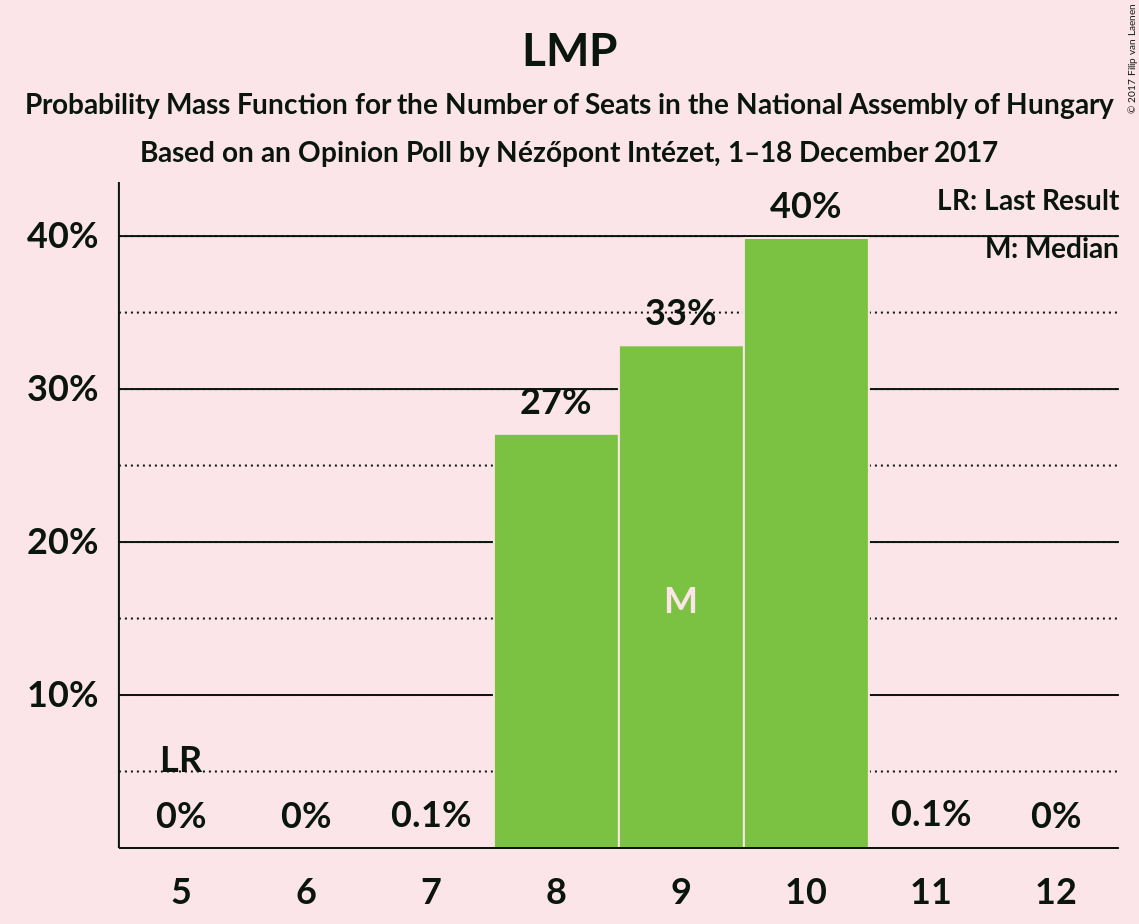 LMP
Probability Mass Function for the Number of Seats in the National Assembly of Hungary
Based on an Opinion Poll by Nézőpont Intézet, 1–18 December 2017
© 2017 Filip van Laenen
LR: Last Result
M: Median
40%
30%
20%
10%
LR
0%
0%
0.1%
27%
33%
M
40%
0.1%
0%
5
6
7
8
9
10
11
12